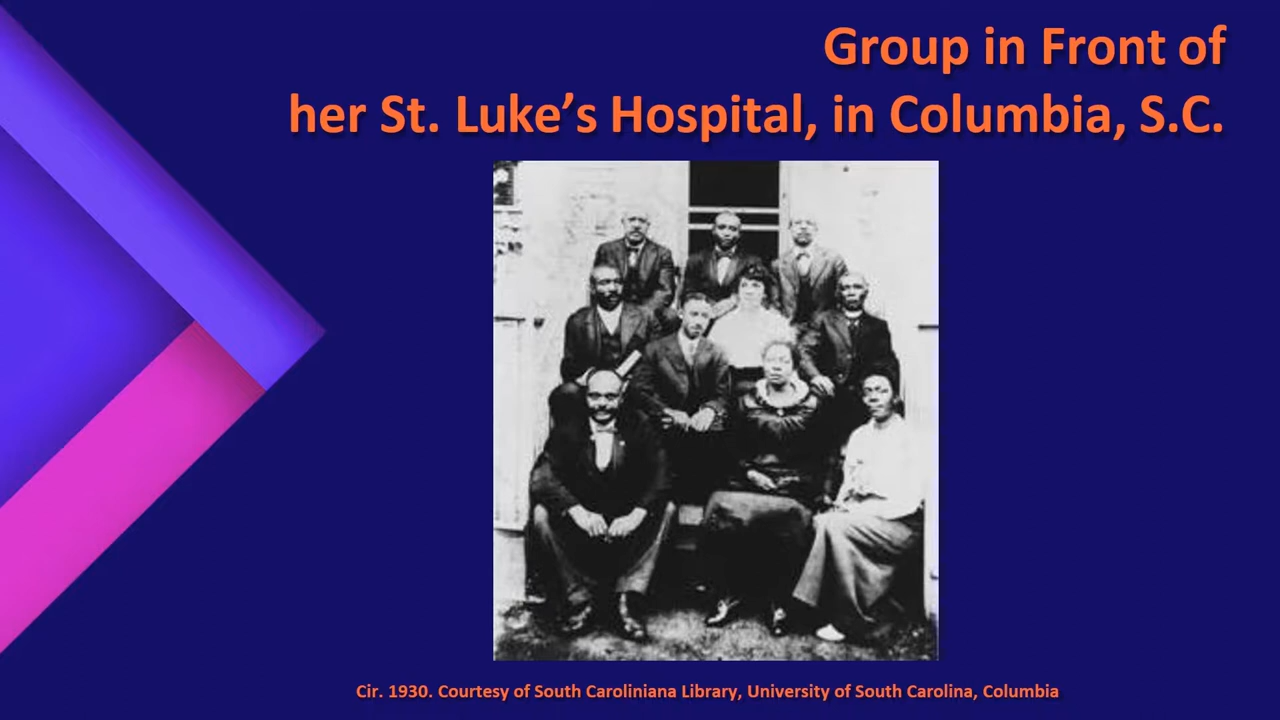 Group in Front of
her St. Luke’s Hospital, in Columbia, S.C.
Cir. 1930. Courtesy of South Caroliniana Library, University of South Carolina, Columbia